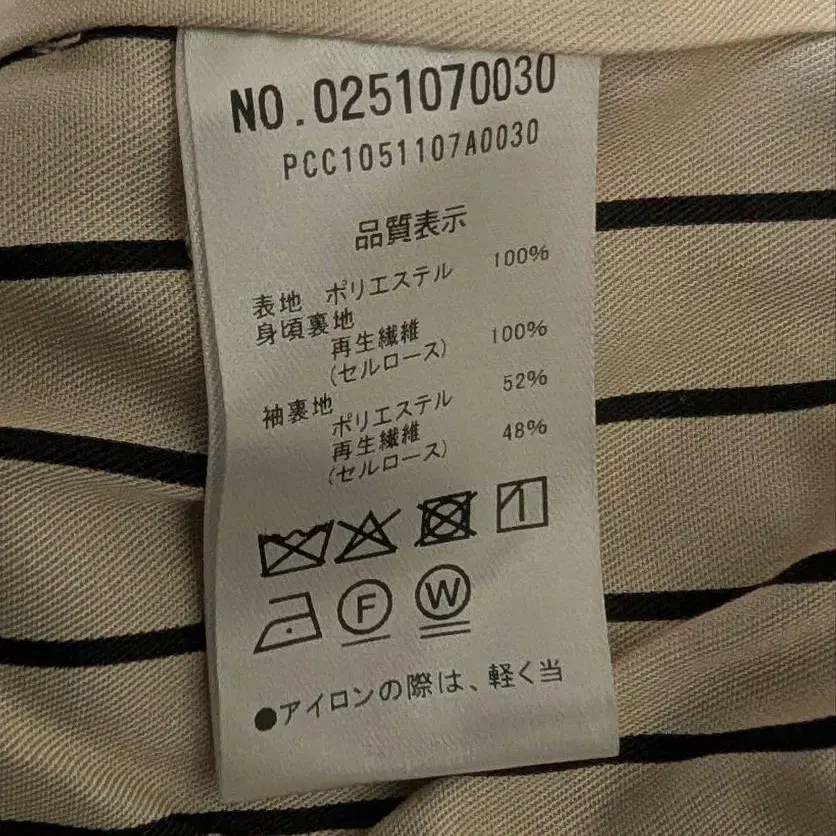 NO.0251070030
PCC1051107A0030
品質表示
表地 ポリエステル 100%
身頃裏地
再生繊維 100%
(セルロース)
袖裏地
ポリエステル 52%
再生繊維 48%
(セルロース)
F W
●アイロンの際は、軽く当